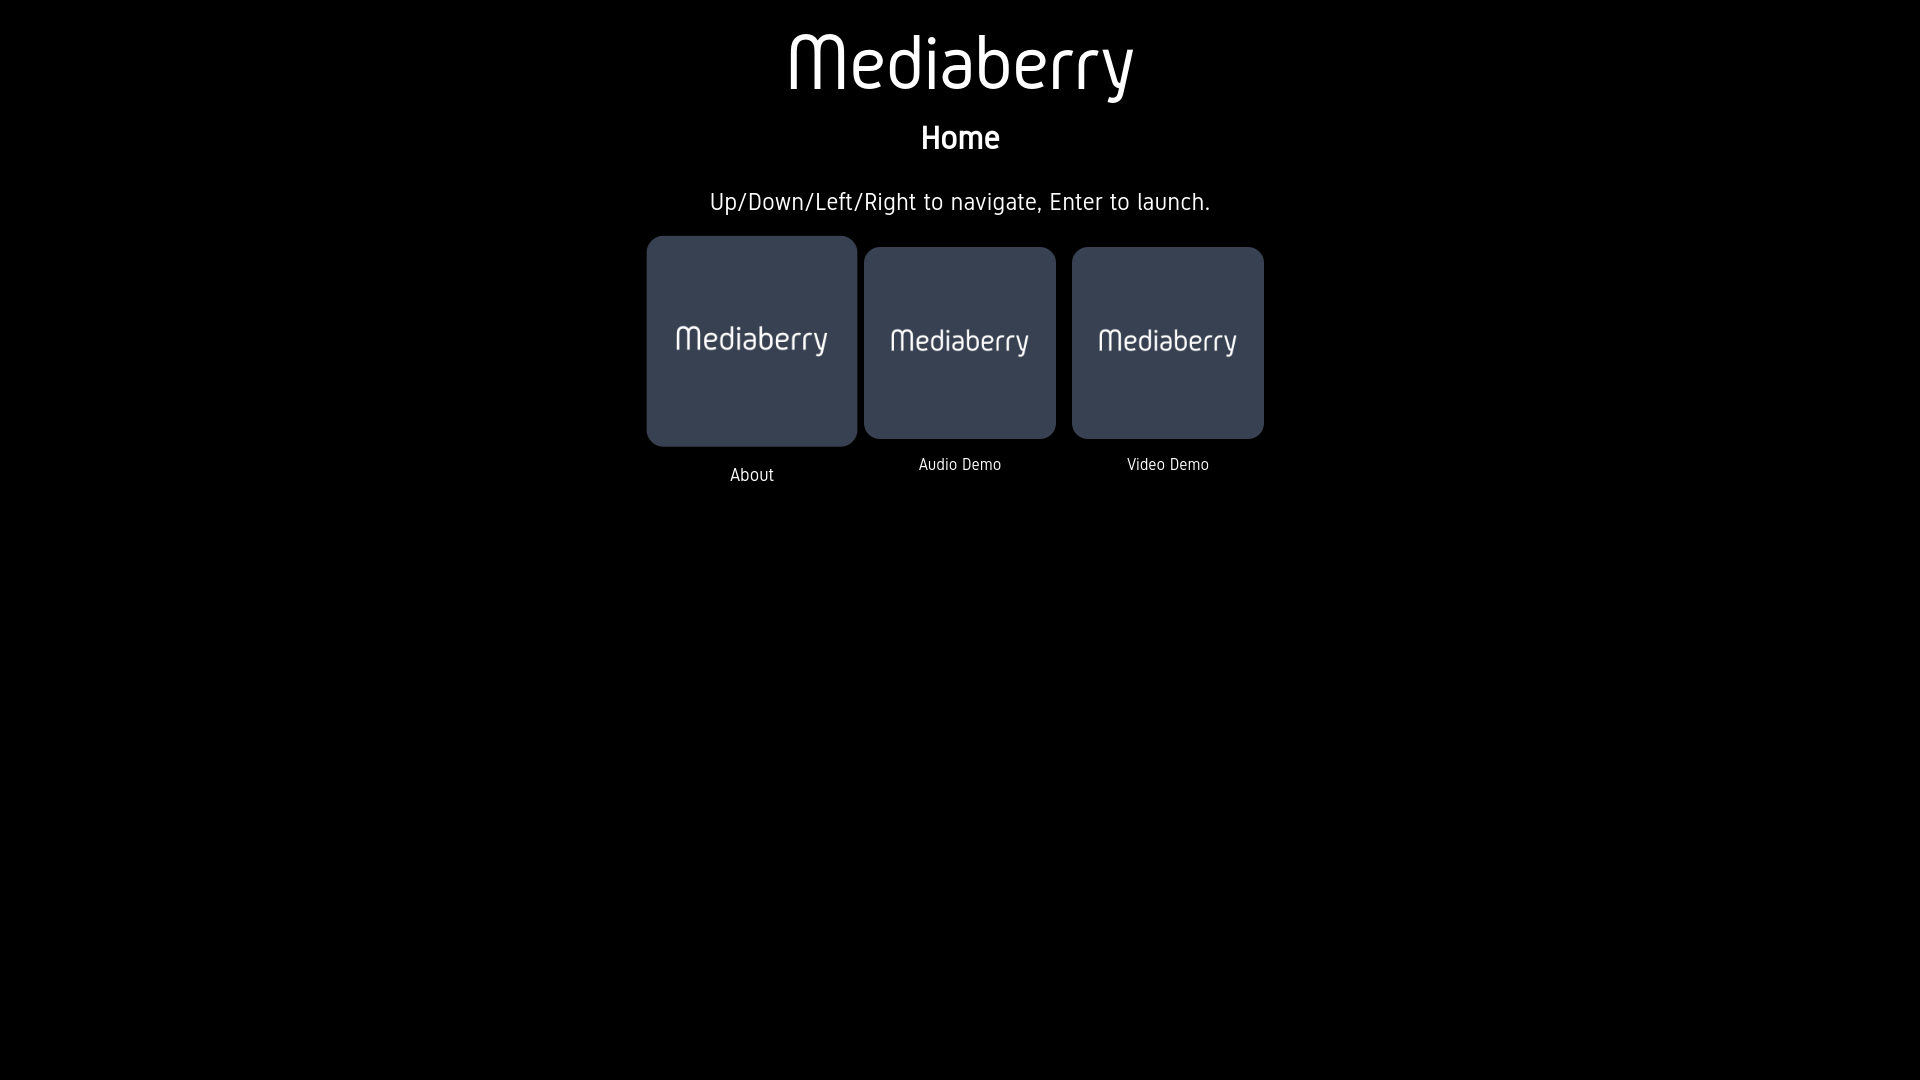 Mediaberry
Home
Up/Down/Left/Right to navigate, Enter to launch.
Mediaberry
Mediaberry
Mediaberry
About
Audio Demo
Video Demo